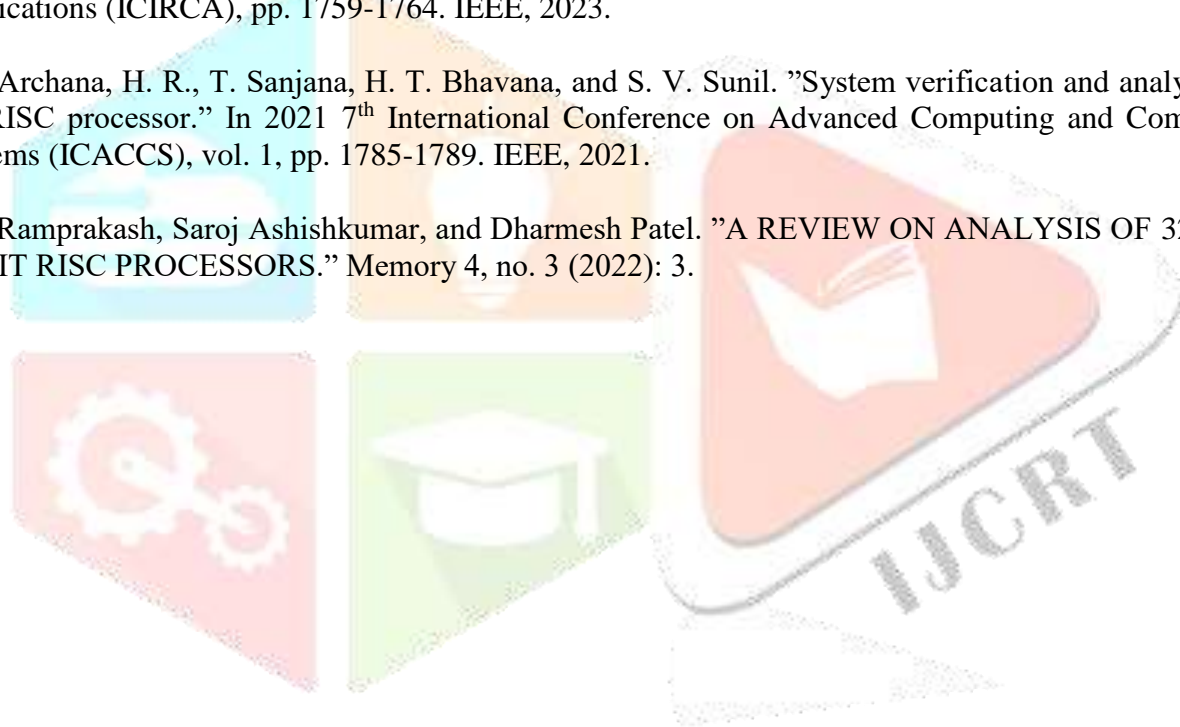 ications (ICIRCA), pp. 1759-1764. IEEE, 2023.
Archana, H. R., T. Sanjana, H. T. Bhavana, and S. V. Sunil. ”System verification and analy
RISC processor.” In 2021 7th International Conference on Advanced Computing and Com
ems (ICACCS), vol. 1, pp. 1785-1789. IEEE, 2021.
Ramprakash, Saroj Ashishkumar, and Dharmesh Patel. ”A REVIEW ON ANALYSIS OF 32
IT RISC PROCESSORS.” Memory 4, no. 3 (2022): 3.
IJCRT